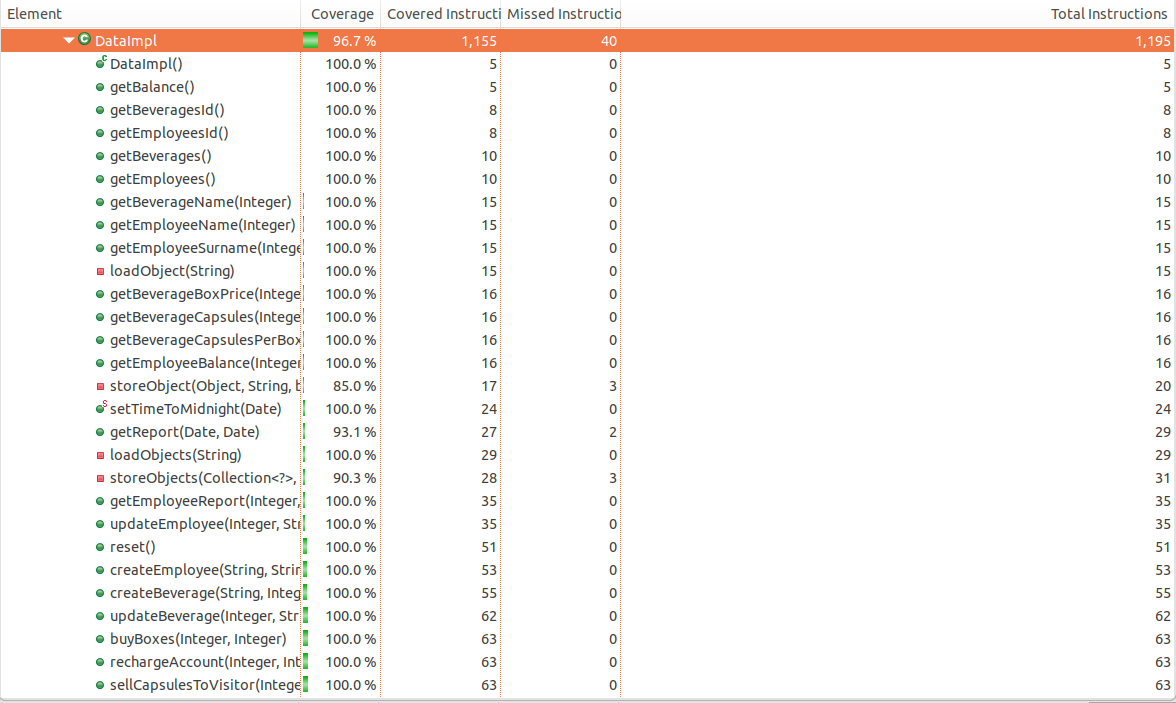 Element Coverage Covered Instructi Missed Instructio Total Instructions
DataImpl 96.7 % 1,155 40 1,195
DataImpl() 100.0 % 5 0 5
getBalance() 100.0 % 5 0 5
getBeveragesId() 100.0 % 8 0 8
getEmployeesId() 100.0 % 8 0 8
getBeverages() 100.0 % 10 0 10
getEmployees() 100.0 % 10 0 10
getBeverageName(Integer) 100.0 % 15 0 15
getEmployeeName(Integer) 100.0 % 15 0 15
getEmployeeSurname(Intege 100.0 % 15 0 15
loadObject(String) 100.0 % 15 0 15
getBeverageBoxPrice(Intege 100.0 % 16 0 16
getBeverageCapsules(Intege 100.0 % 16 0 16
getBeverageCapsulesPerBox 100.0 % 16 0 16
getEmployeeBalance(Integer 100.0 % 16 0 16
storeObject(Object, String, b 85.0 % 17 3 20
setTimeToMidnight(Date) 100.0 % 24 0 24
getReport(Date, Date) 93.1 % 27 2 29
loadObjects(String) 100.0 % 29 0 29
storeObjects(Collection<?>, 90.3 % 28 3 31
getEmployeeReport(Integer, 100.0 % 35 0 35
updateEmployee(Integer, Stri 100.0 % 35 0 35
reset() 100.0 % 51 0 51
createEmployee(String, Strin 100.0 % 53 0 53
createBeverage(String, Integ 100.0 % 55 0 55
updateBeverage(Integer, Str 100.0 % 62 0 62
buyBoxes(Integer, Integer) 100.0 % 63 0 63
rechargeAccount(Integer, Int 100.0 % 63 0 63
sellCapsulesToVisitor(Intege 100.0 % 63 0 63